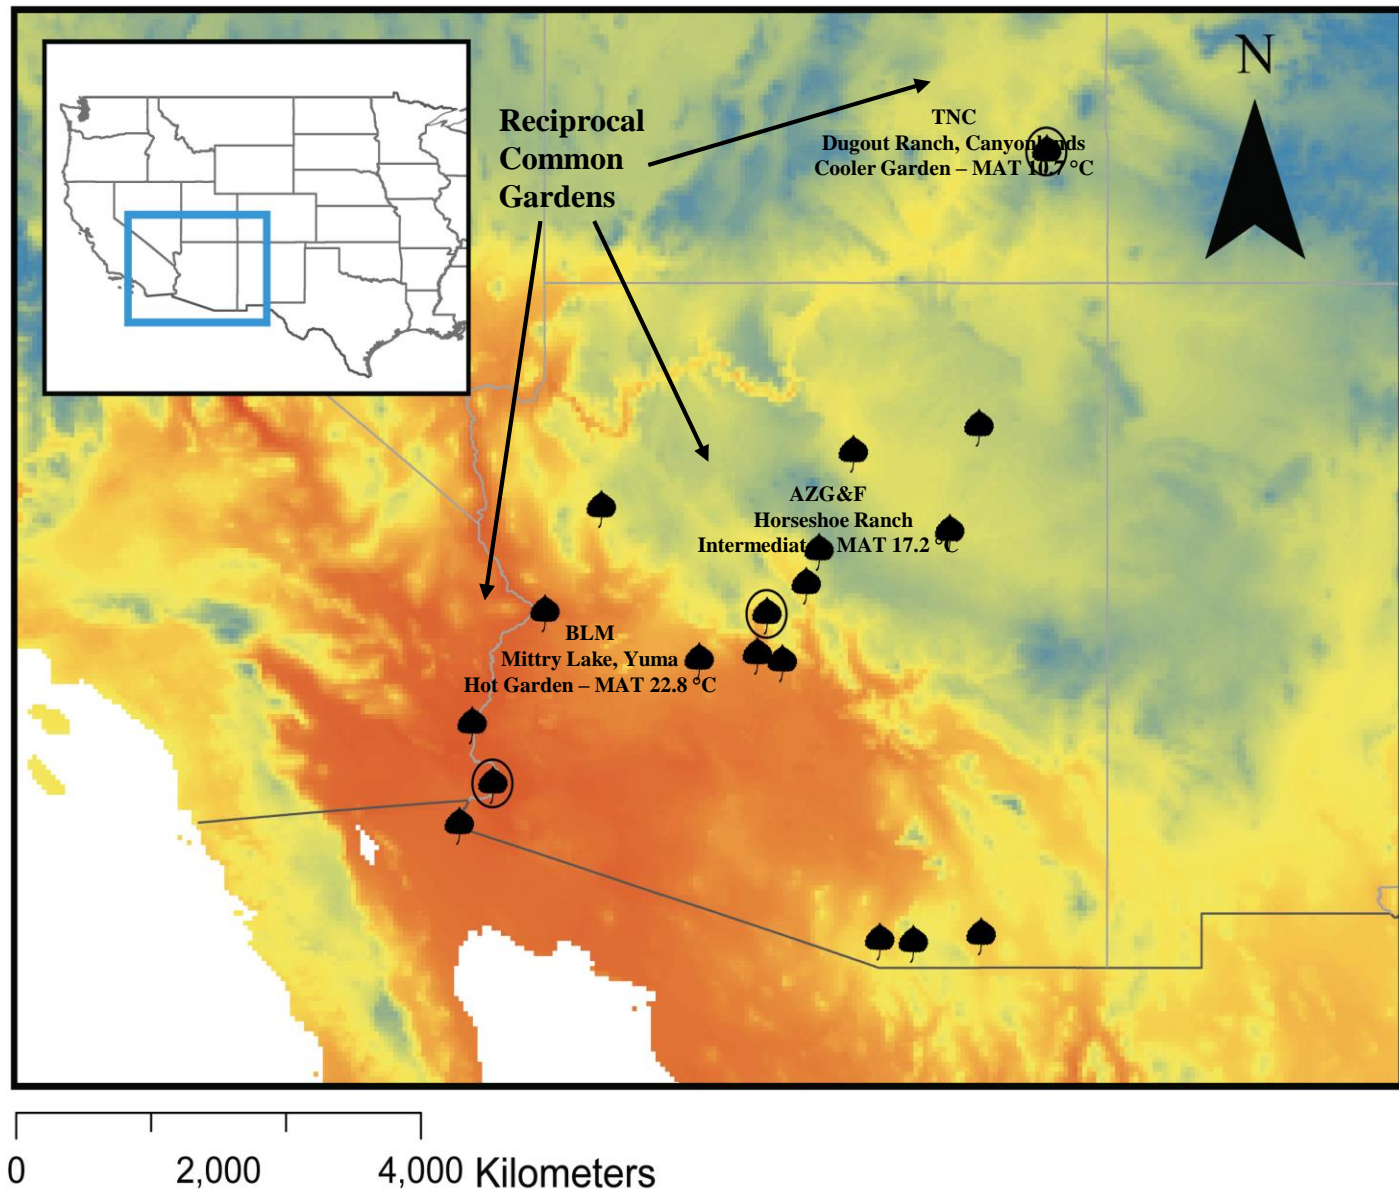 Reciprocal
Common
Gardens
N
TNC
Dugout Ranch, Canyonlands
Cooler Garden – MAT 10.7 °C
AZG&F
Horseshoe Ranch
Intermediate MAT 17.2 °C
BLM
Mittry Lake, Yuma
Hot Garden – MAT 22.8 °C
0 2,000 4,000 Kilometers